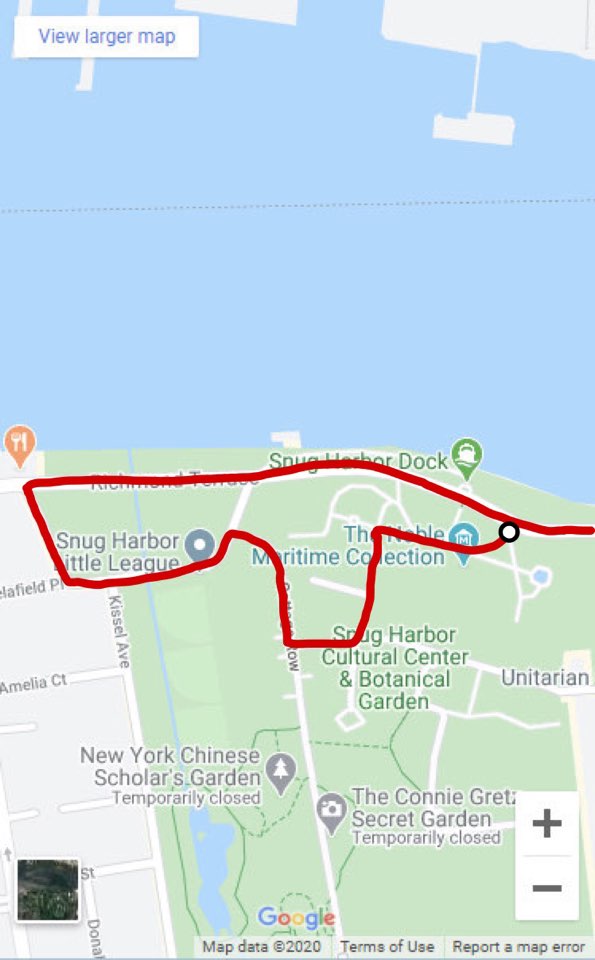 View larger map
Richmond Terrace
Snug Harbor Dock
Snug Harbor
Little League
The Noble
Maritime Collection
elafield Pl
Kissel Ave
Snug Harbor
Cultural Center
& Botanical
Garden
Unitarian
Amelia Ct
New York Chinese
Scholar's Garden
Temporarily closed
The Connie Gretz
Secret Garden
Temporarily closed
St
Dona
Google
Map data ©2020
Terms of Use
Report a map error